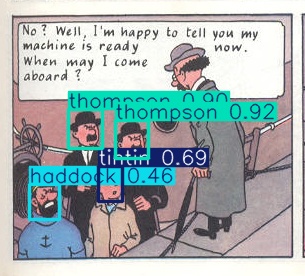 No? Well, I'm happy to tell you my
machine is ready now.
When may I come
aboard?
thompson 0.90
thompson 0.92
tintin 0.69
haddock 0.46